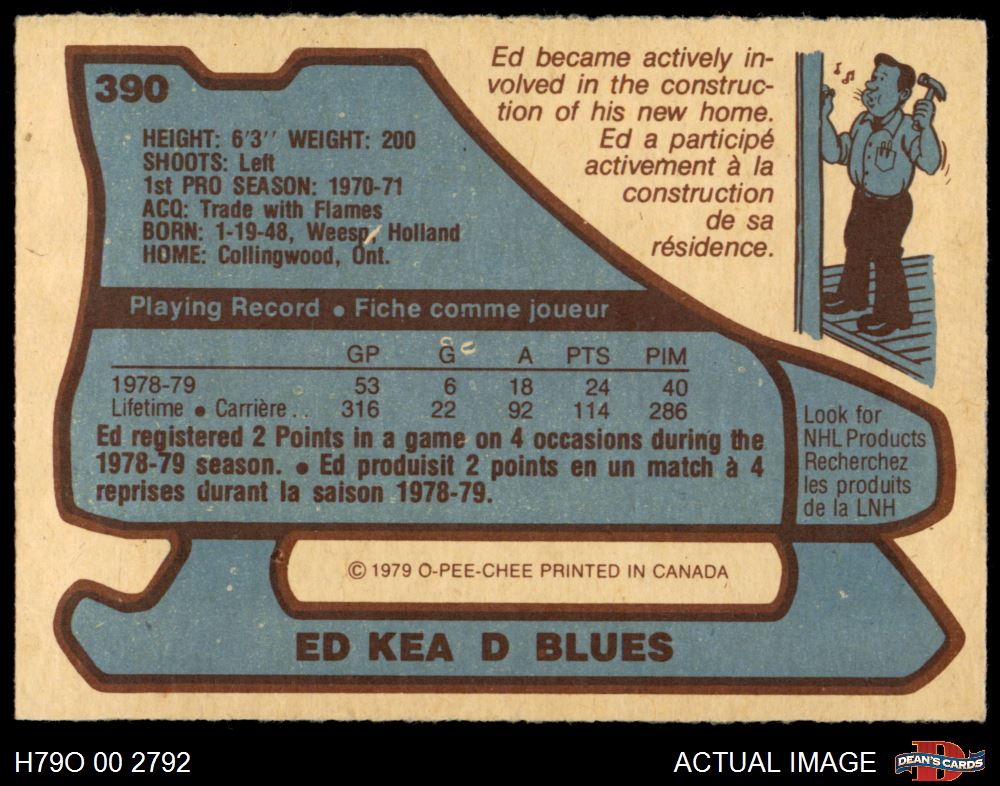 390
HEIGHT: 6'3'' WEIGHT: 200
SHOOTS: Left
1st PRO SEASON: 1970-71
ACQ: Trade with Flames
BORN: 1-19-48, Weesp, Holland
HOME: Collingwood, Ont.
Ed became actively in-
volved in the construc-
tion of his new home.
Ed a participé
activement à la
construction
de sa
résidence.
Playing Record • Fiche comme joueur
GP G A PTS PIM
1978-79 53 6 18 24 40
Lifetime • Carrière .. 316 22 92 114 286
Ed registered 2 Points in a game on 4 occasions during the
1978-79 season. • Ed produisit 2 points en un match à 4
reprises durant la saison 1978-79.
Look for
NHL Products
Recherchez
les produits
de la LNH
© 1979 O-PEE-CHEE PRINTED IN CANADA
ED KEA D BLUES
H79O 00 2792
ACTUAL IMAGE
D
DEAN'S CARDS